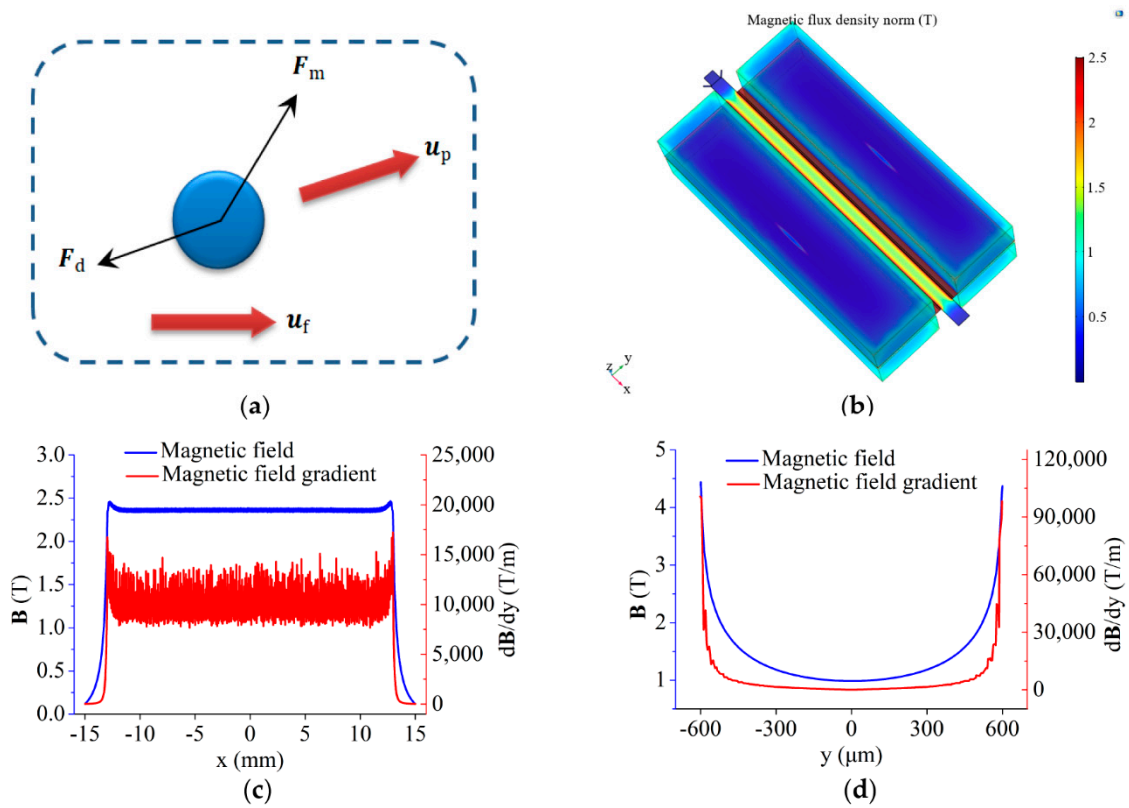 F_m
u_p
F_d
u_f
(a)
Magnetic flux density norm (T)
2.5
2
1.5
1
0.5
y
z
x
(b)
Magnetic field
Magnetic field gradient
3.0
2.5
2.0
1.5
1.0
0.5
0.0
B (T)
25,000
20,000
15,000
10,000
5,000
0
dB/dy (T/m)
-15 -10 -5 0 5 10 15
x (mm)
(c)
Magnetic field
Magnetic field gradient
5
4
3
2
1
B (T)
120,000
90,000
60,000
30,000
0
dB/dy (T/m)
-600 -300 0 300 600
y (μm)
(d)